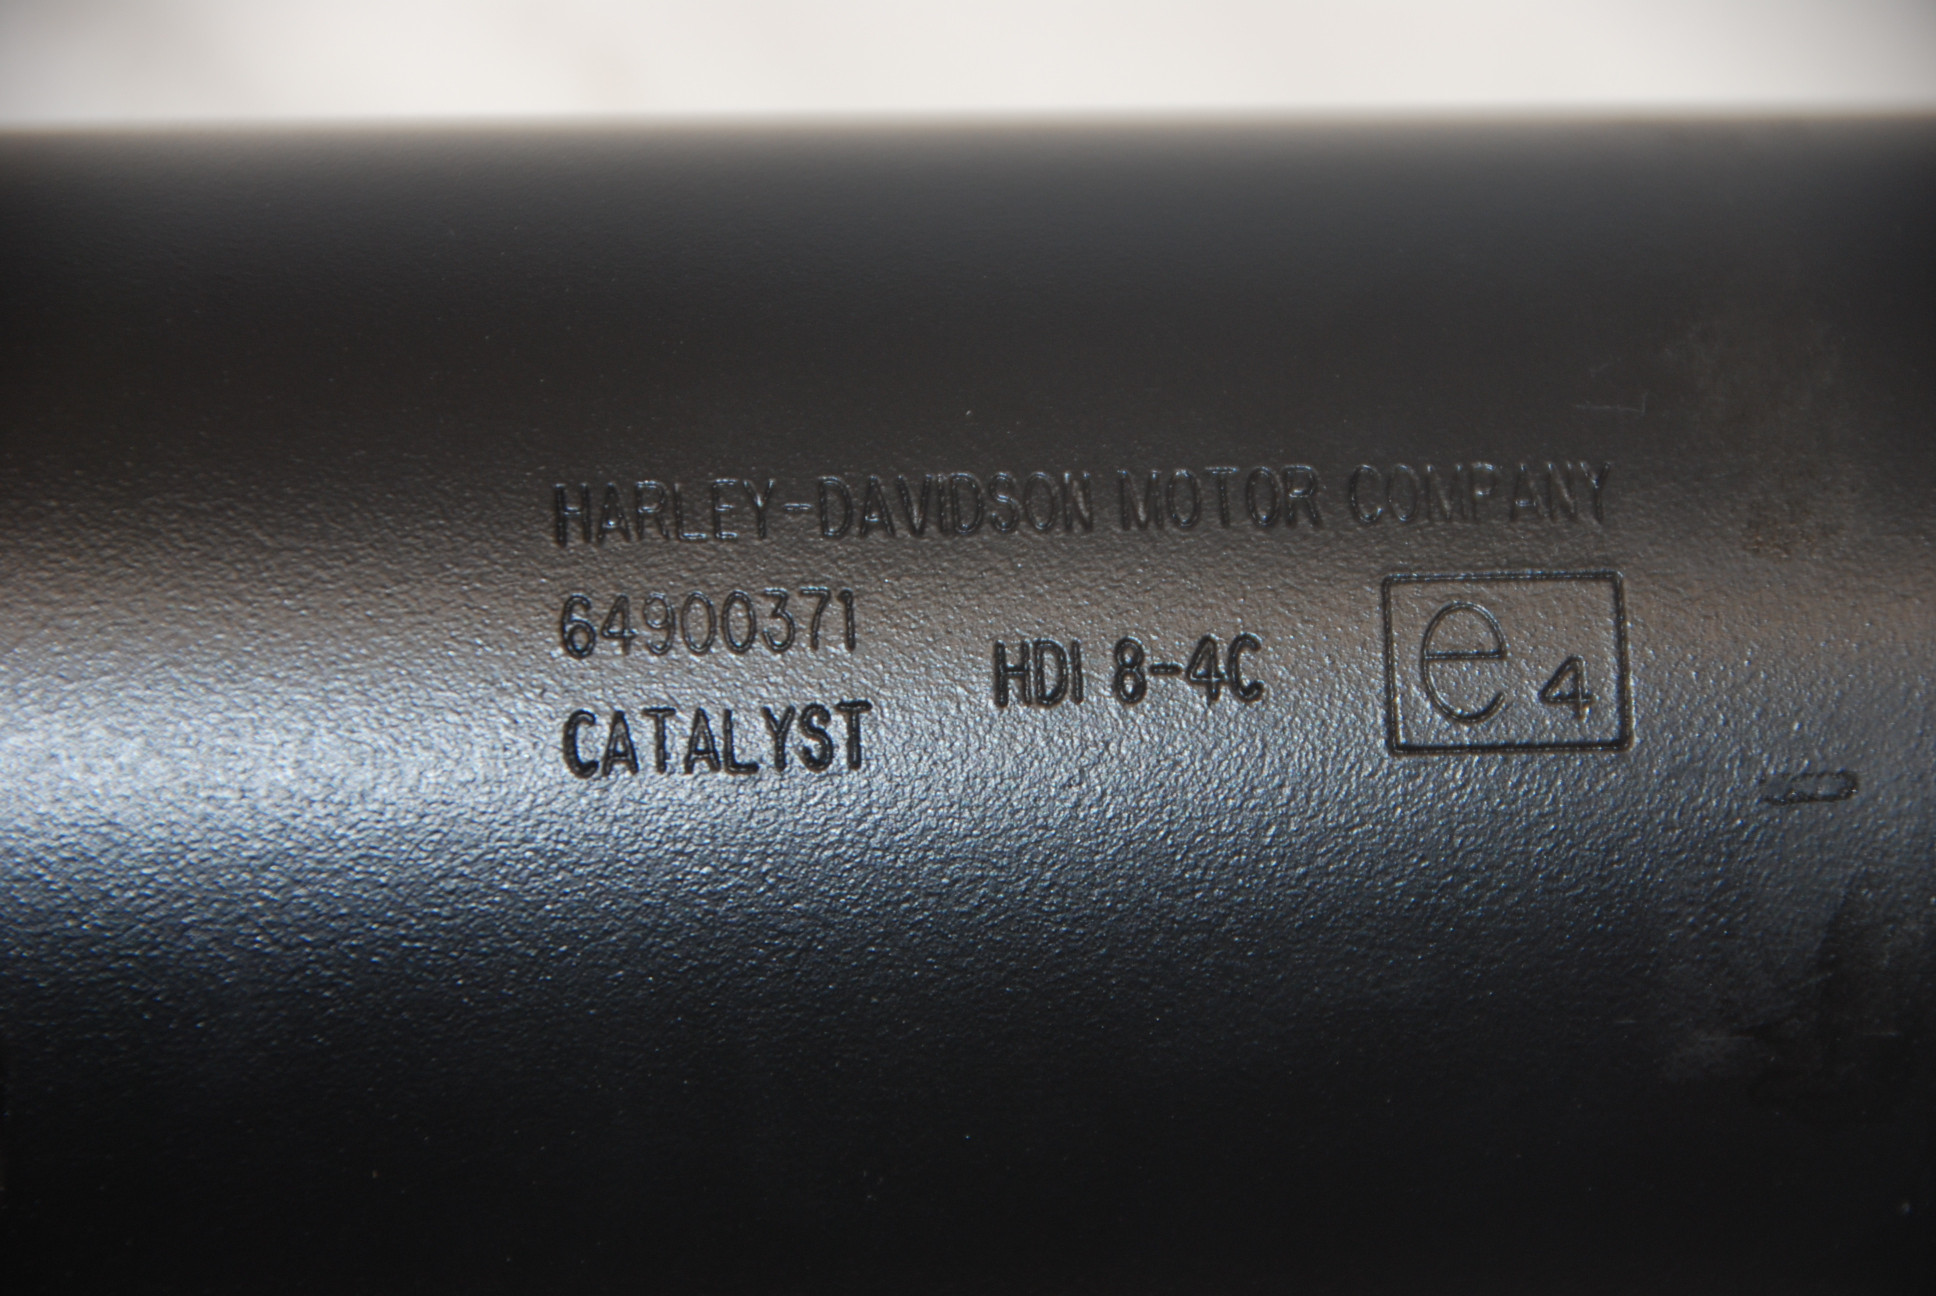 HARLEY-DAVIDSON MOTOR COMPANY
64900371
HDI 8-4C
e4
CATALYST